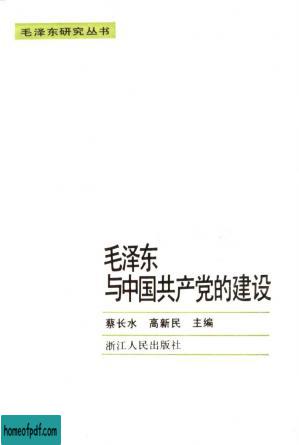 毛泽东研究丛书
毛泽东
与中国共产党的建设
蔡长水 高新民 主编
浙江人民出版社
homeofpdf.com